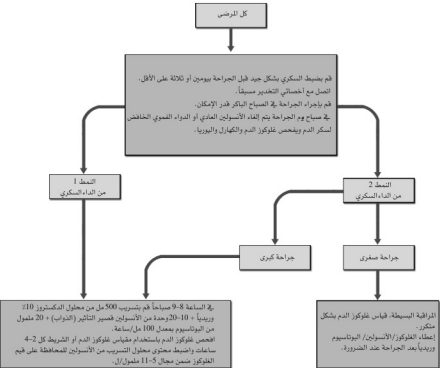 كل المرضى
قم بضبط السكري بشكل جيد قبل الجراحة بيومين أو ثلاثة على الأقل.
اتصل مع أخصائي التخدير مسبقاً.
قم بإجراء الجراحة في الصباح الباكر قدر الإمكان.
في صباح يوم الجراحة يتم إلغاء الأنسولين العادي أو الدواء الفموي الخافض
لسكر الدم ويفحص غلوكوز الدم والكهارل واليوريا.
النمط 1
من الداء السكري
النمط 2
من الداء السكري
جراحة كبرى
جراحة صغرى
في الساعة 8–9 صباحاً قم بتسريب 500 مل من محلول الدكستروز 10٪
وريدياً + 10–20 وحدة من الأنسولين قصير التأثير (الذواب) + 20 ملمول
من البوتاسيوم بمعدل 100 مل/ساعة.
افحص غلوكوز الدم باستخدام مقياس غلوكوز الدم أو الشريط كل 2–4
ساعات واضبط محتوى محلول التسريب من الأنسولين للمحافظة على قيم
الغلوكوز ضمن مجال 5–11 ملمول/ل.
المراقبة البسيطة، قياس غلوكوز الدم بشكل
متكرر.
إعطاء الغلوكوز/الأنسولين/ البوتاسيوم
وريدياً بعد الجراحة عند الضرورة.